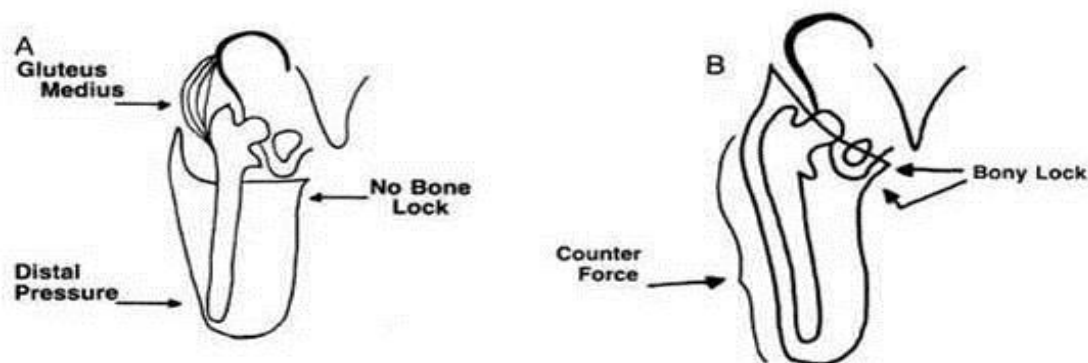 A
Gluteus
Medius
No Bone
Lock
Distal
Pressure
B
Bony Lock
Counter
Force